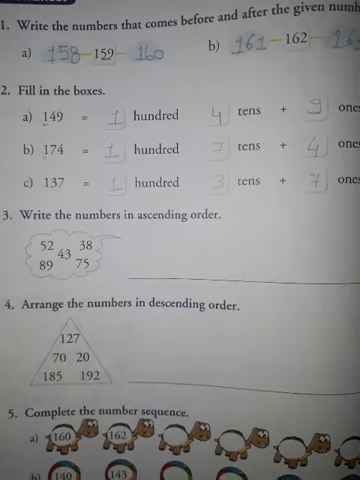 1. Write the numbers that comes before and after the given
a) 158 – 159 – 160 b) 161 – 162 –
2. Fill in the boxes.
a) 149 = 1 hundred 4 tens + 9 ones
b) 174 = 1 hundred 7 tens + 4 ones
c) 137 = 1 hundred 3 tens + 7 ones
3. Write the numbers in ascending order.
52 43 38
89 75
4. Arrange the numbers in descending order.
127
70 20
185 192
5. Complete the number sequence.
a) 160 162
b) 140 143